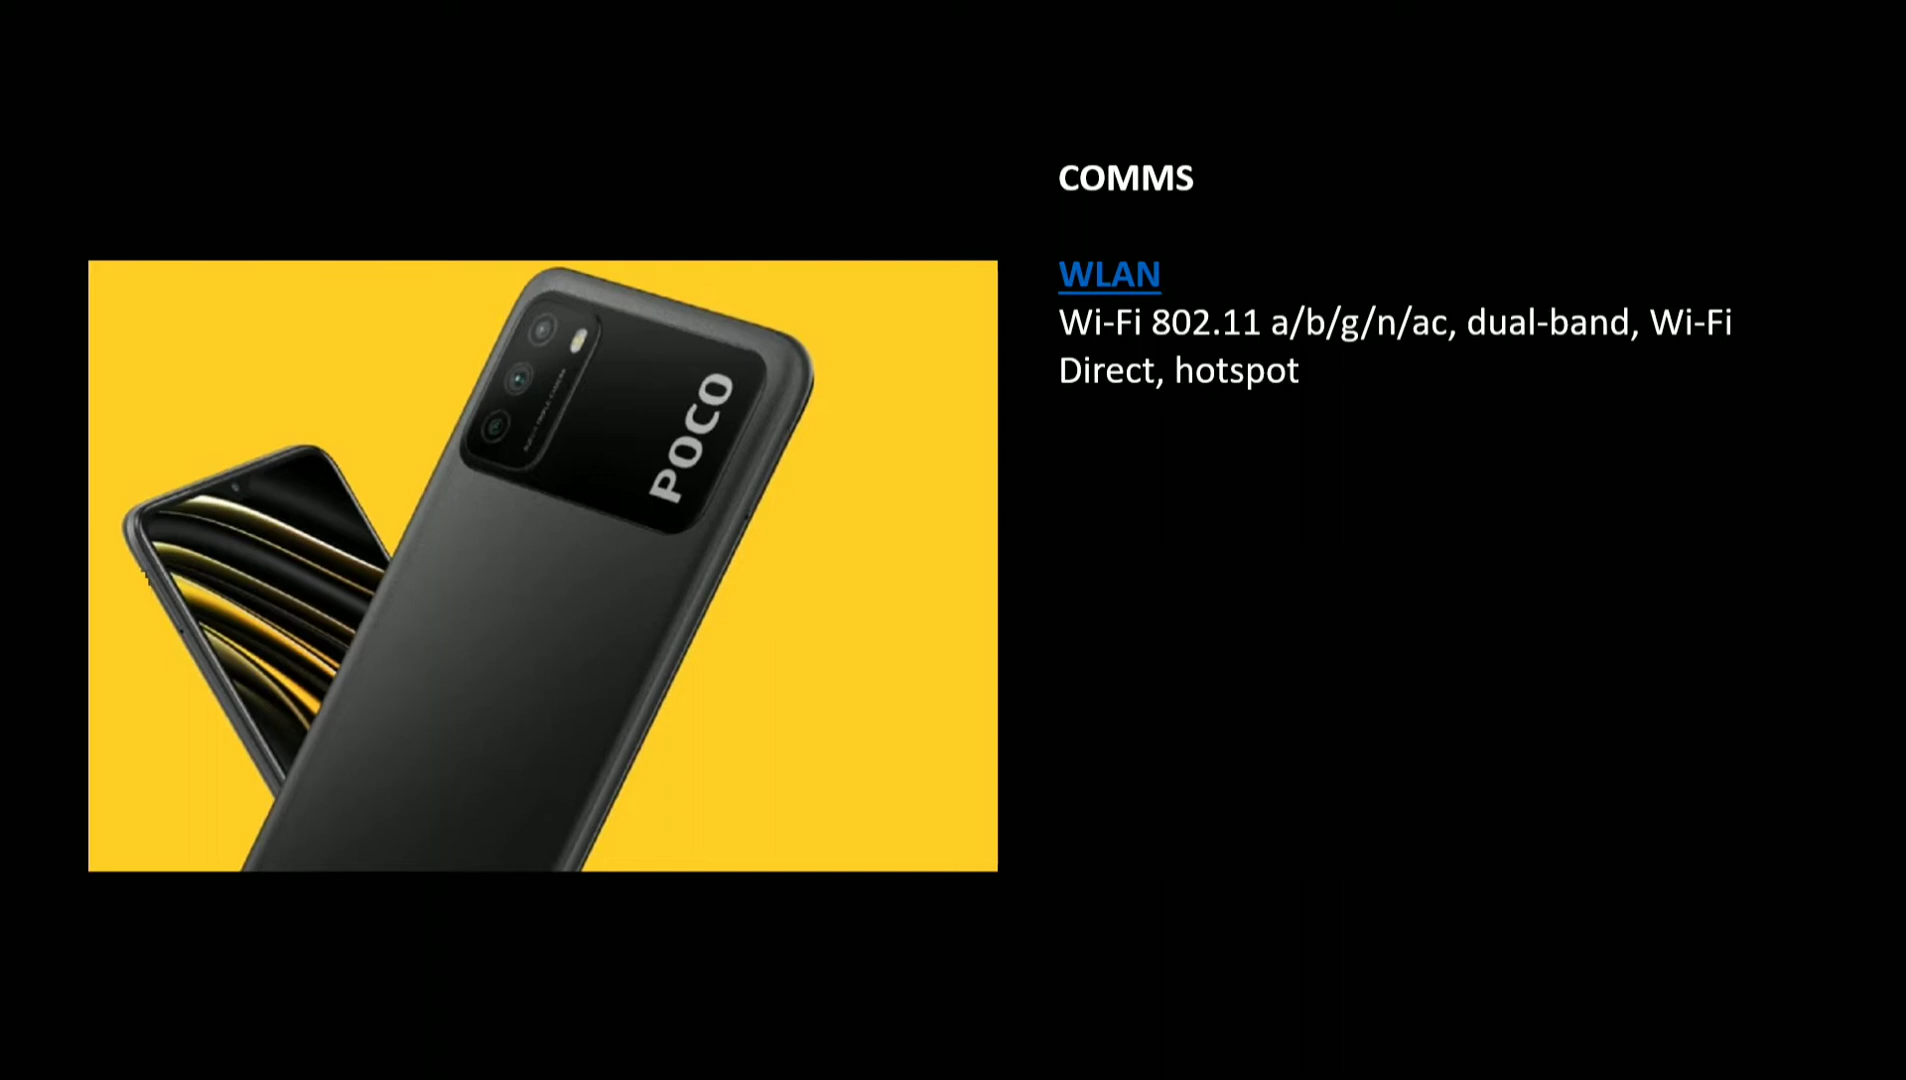 COMMS
WLAN
Wi-Fi 802.11 a/b/g/n/ac, dual-band, Wi-Fi
Direct, hotspot
POCO